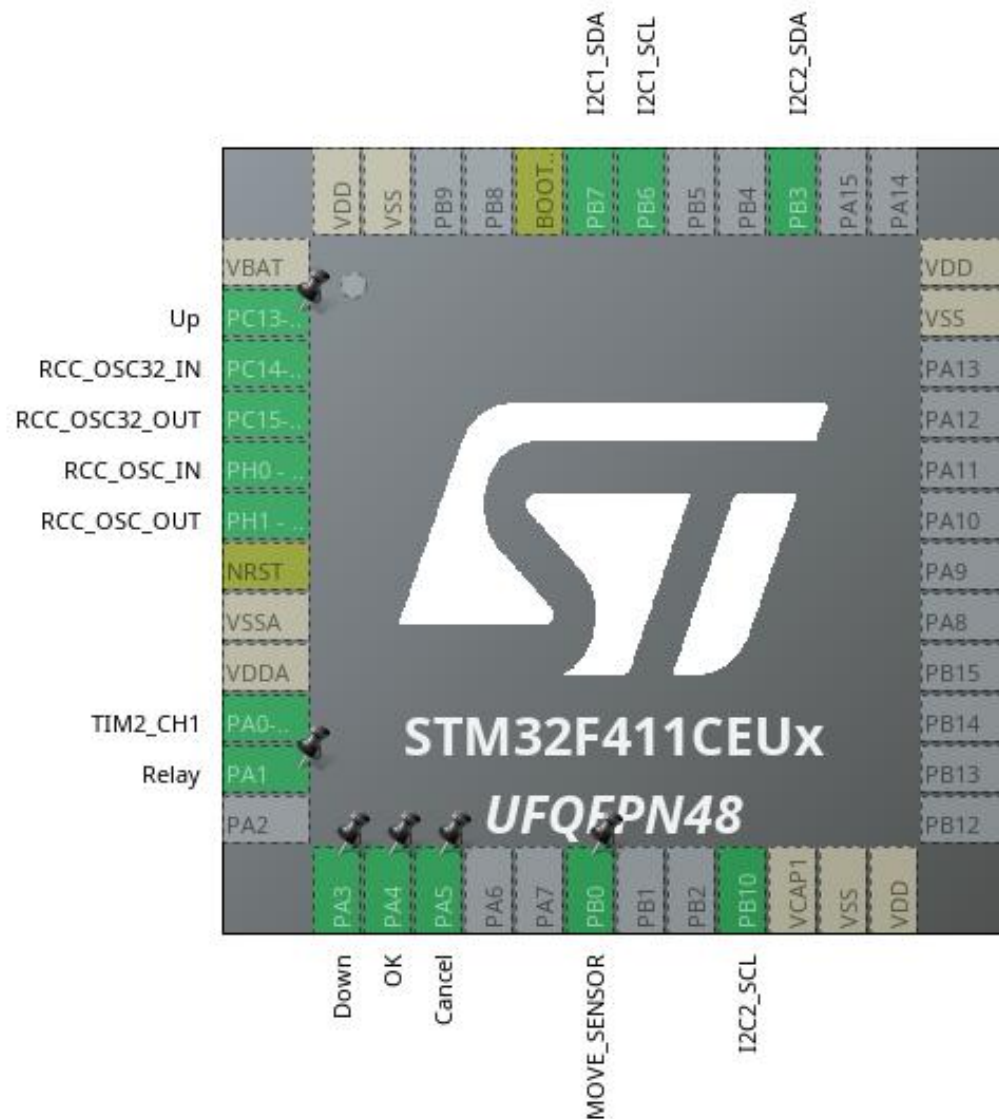 I2C1_SDA
I2C1_SCL
I2C2_SDA
VDD
VSS
PB9
PB8
BOOT..
PB7
PB6
PB5
PB4
PB3
PA15
PA14
VBAT
Up
PC13-..
RCC_OSC32_IN
PC14-..
RCC_OSC32_OUT
PC15-..
RCC_OSC_IN
PH0 - ..
RCC_OSC_OUT
PH1 - ..
NRST
VSSA
VDDA
TIM2_CH1
PA0-..
Relay
PA1
PA2
VDD
VSS
PA13
PA12
PA11
PA10
PA9
PA8
PB15
PB14
PB13
PB12
ST
STM32F411CEUx
UFQFPN48
PA3
PA4
PA5
PA6
PA7
PB0
PB1
PB2
PB10
VCAP1
VSS
VDD
Down
OK
Cancel
MOVE_SENSOR
I2C2_SCL